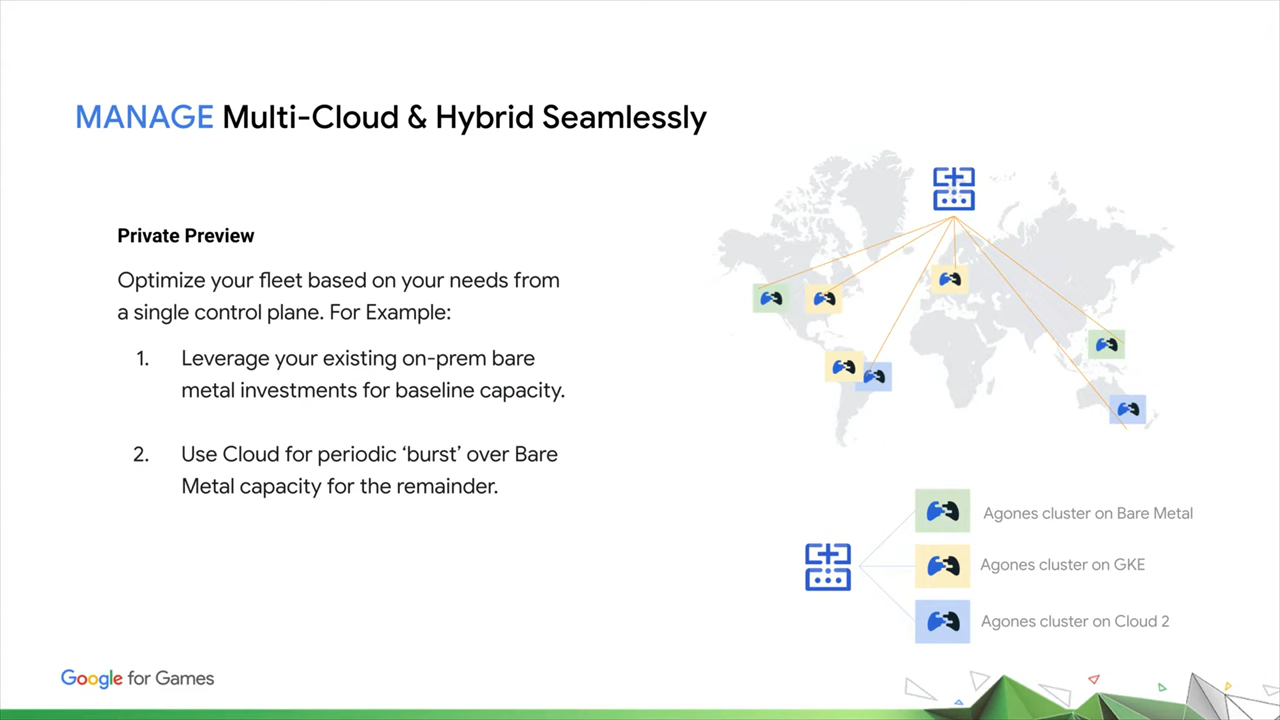 MANAGE Multi-Cloud & Hybrid Seamlessly
Private Preview
Optimize your fleet based on your needs from
a single control plane. For Example:
1. Leverage your existing on-prem bare
metal investments for baseline capacity.
2. Use Cloud for periodic ‘burst’ over Bare
Metal capacity for the remainder.
Agones cluster on Bare Metal
Agones cluster on GKE
Agones cluster on Cloud 2
Google for Games